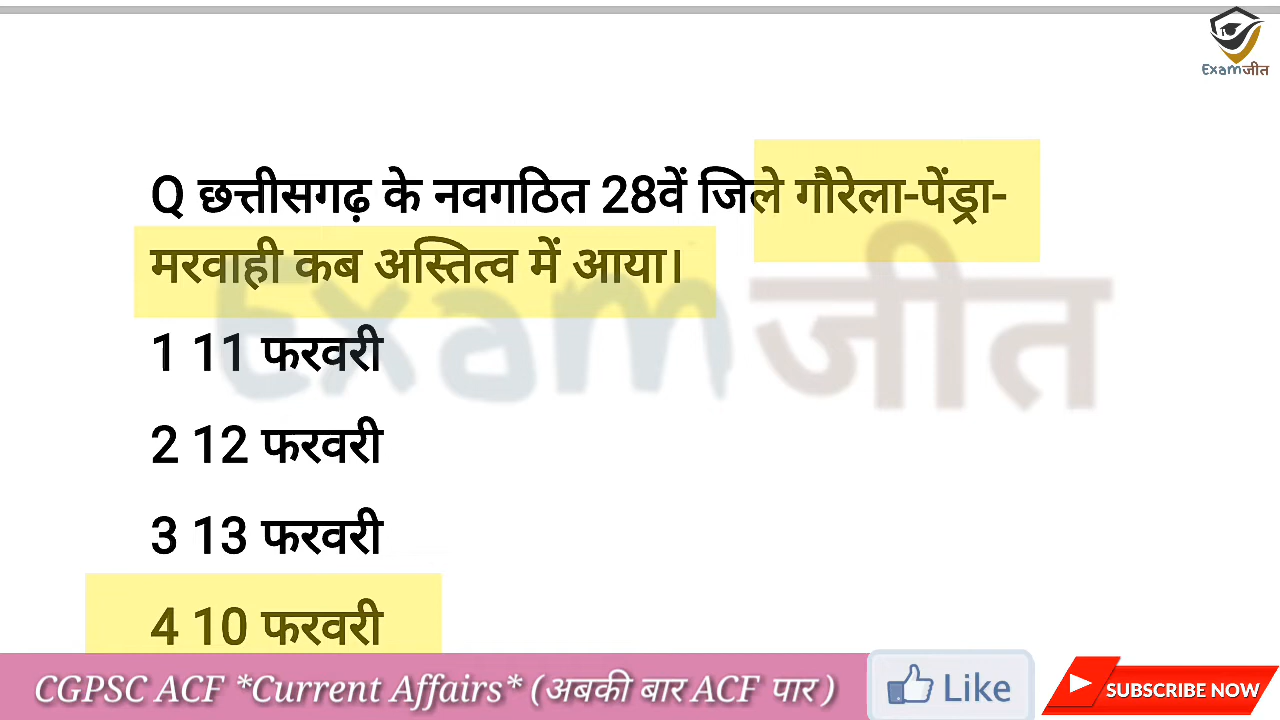 Examजीत
Q छत्तीसगढ़ के नवगठित 28वें जिले गौरेला-पेंड्रा-
मरवाही कब अस्तित्व में आया।
Examजीत
1 11 फरवरी
2 12 फरवरी
3 13 फरवरी
4 10 फरवरी
CGPSC ACF *Current Affairs* (अबकी बार ACF पार )
Like
SUBSCRIBE NOW